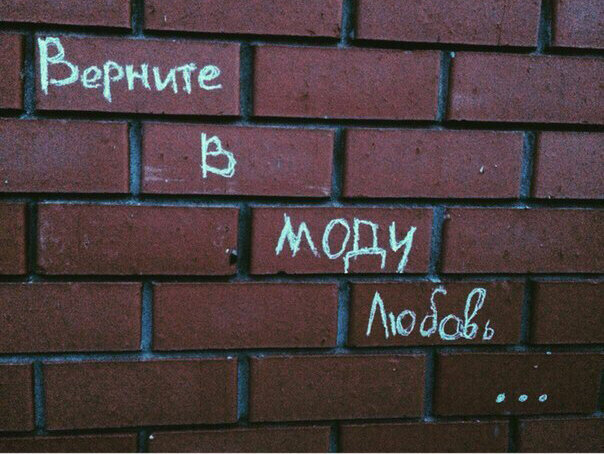 Верните
в
моду
Любовь
...